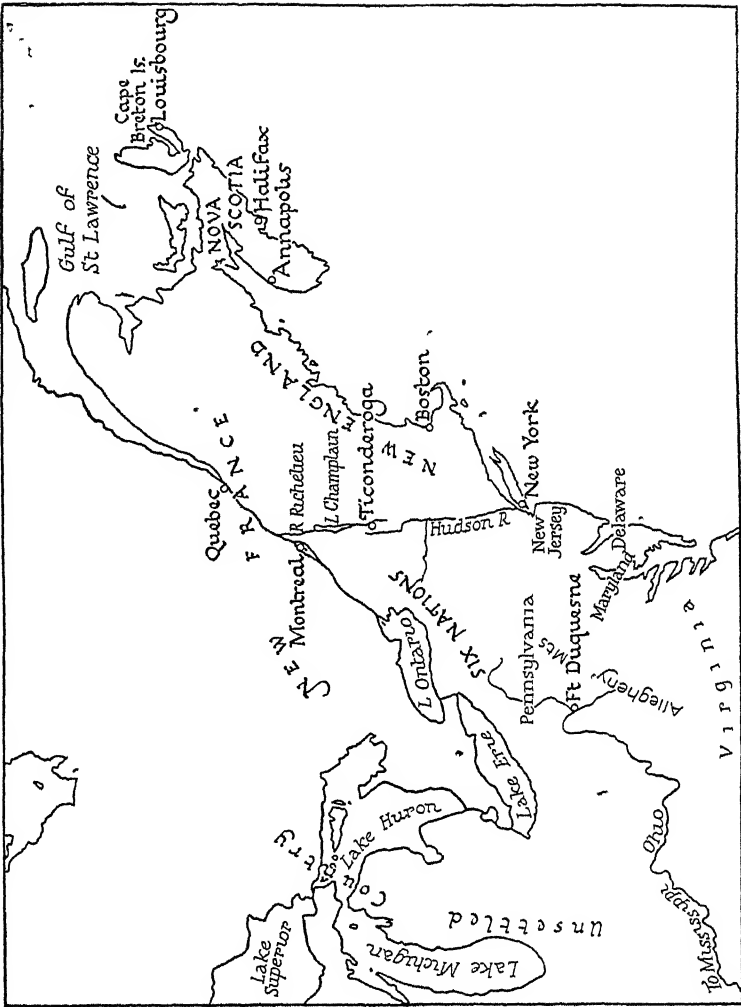 Cape
Breton Is.
Louisbourg
Gulf of
St Lawrence
NOVA
SCOTIA
Halifax
Annapolis
NEW ENGLAND
Boston
Quebec
NEW FRANCE
R Richelieu
L Champlain
Ticonderoga
Montreal
Hudson R
New York
New
Jersey
Delaware
Maryland
SIX NATIONS
L Ontario
Pennsylvania
Ft Duquesne
Allegheny Mts
Virginia
Lake Erie
Lake Huron
Lake
Superior
Lake Michigan
Unsettled
Country
Ohio
To Mussissippi